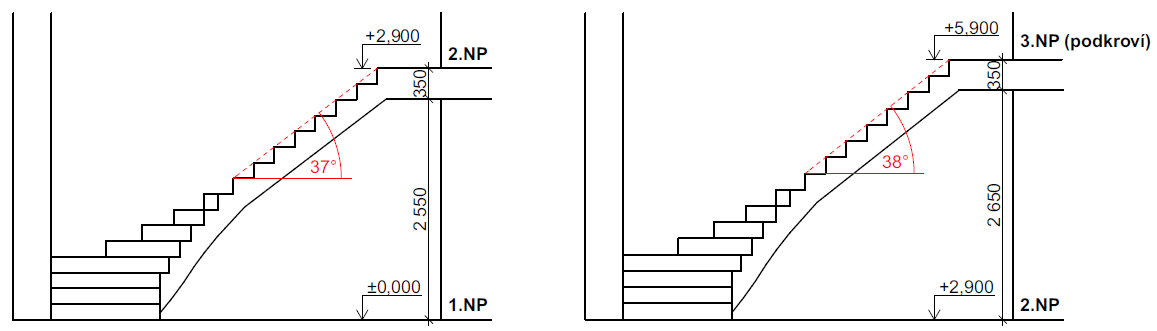 +2,900
2.NP
350
37°
2 550
±0,000
1.NP
+5,900
3.NP (podkroví)
350
38°
2 650
+2,900
2.NP